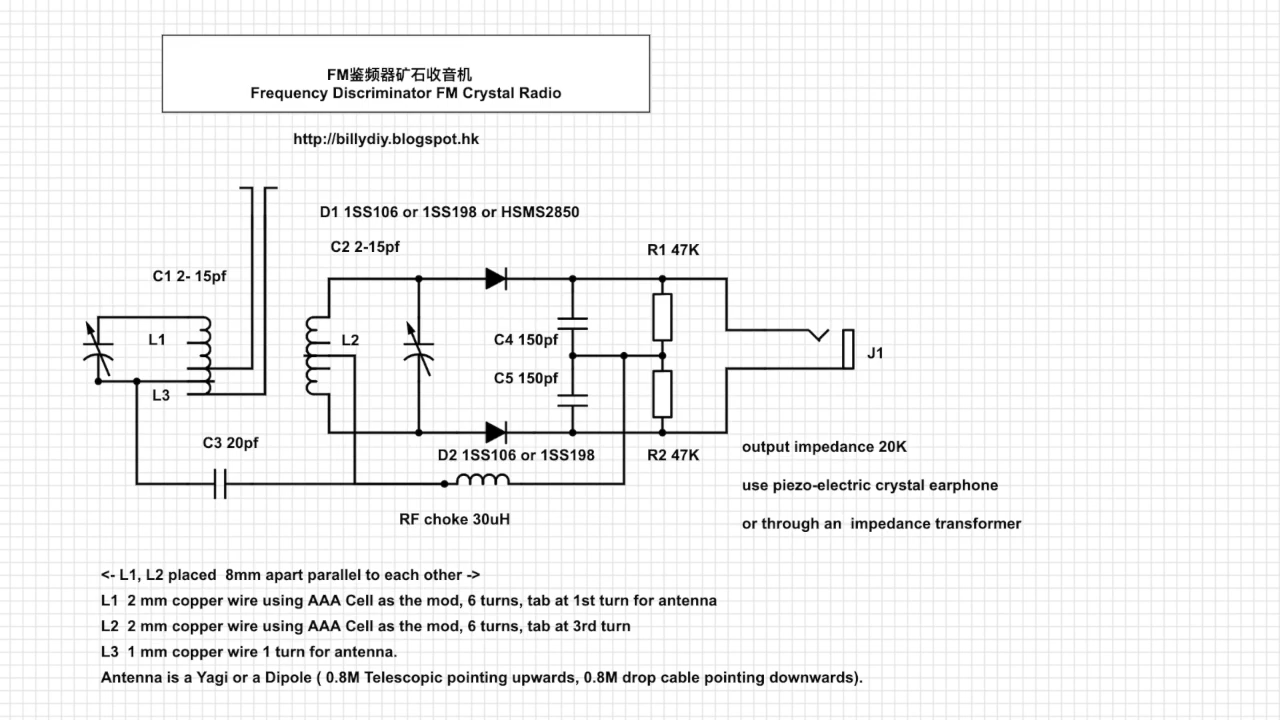 FM鉴频器矿石收音机
Frequency Discriminator FM Crystal Radio
http://billydiy.blogspot.hk
D1 1SS106 or 1SS198 or HSMS2850
C2 2-15pf
R1 47K
C1 2- 15pf
L1
L2
C4 150pf
J1
C5 150pf
L3
C3 20pf
D2 1SS106 or 1SS198
R2 47K
output impedance 20K
use piezo-electric crystal earphone
RF choke 30uH
or through an  impedance transformer
<- L1, L2 placed  8mm apart parallel to each other ->
L1  2 mm copper wire using AAA Cell as the mod, 6 turns, tab at 1st turn for antenna
L2  2 mm copper wire using AAA Cell as the mod, 6 turns, tab at 3rd turn
L3  1 mm copper wire 1 turn for antenna.
Antenna is a Yagi or a Dipole ( 0.8M Telescopic pointing upwards, 0.8M drop cable pointing downwards).